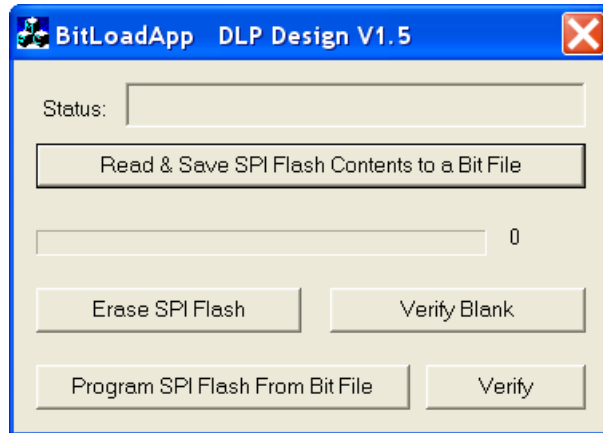 BitLoadApp DLP Design V1.5
Status:
Read & Save SPI Flash Contents to a Bit File
0
Erase SPI Flash Verify Blank
Program SPI Flash From Bit File Verify